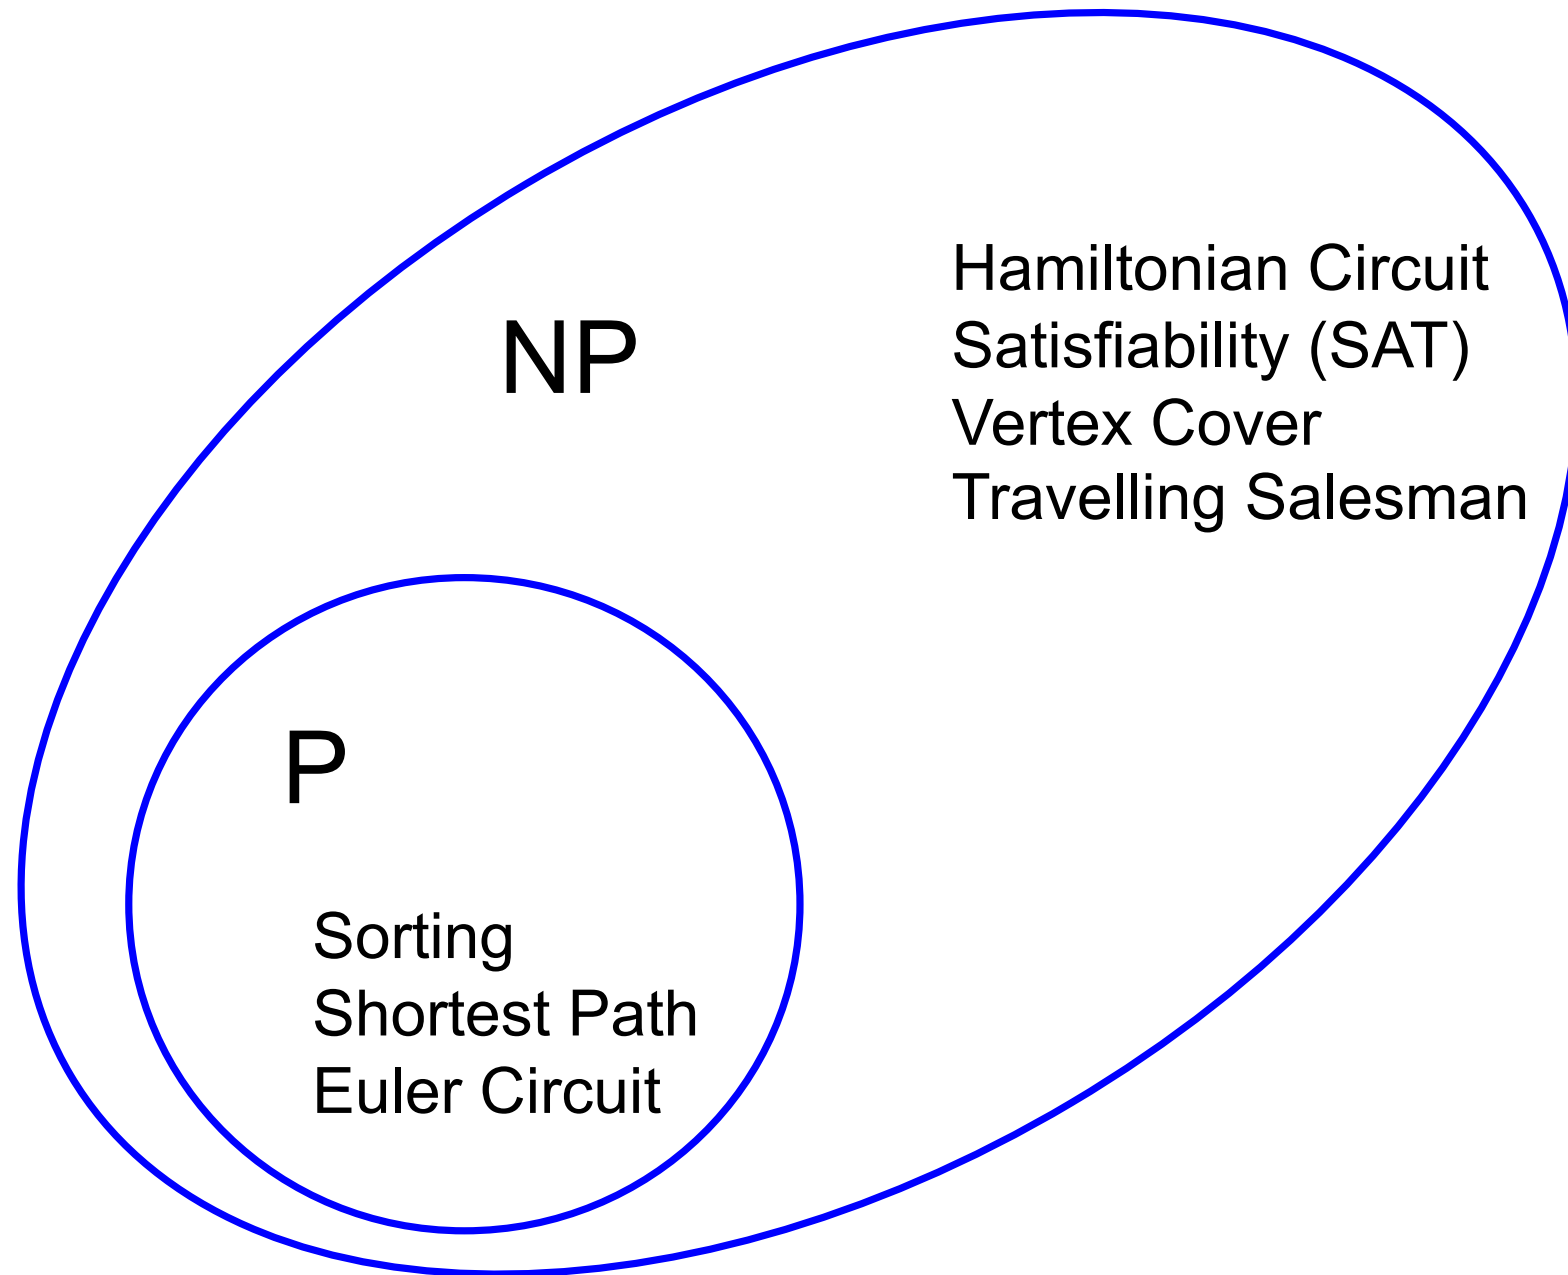 Hamiltonian Circuit
NP
Satisfiability (SAT)
Vertex Cover
Travelling Salesman
P
Sorting
Shortest Path
Euler Circuit